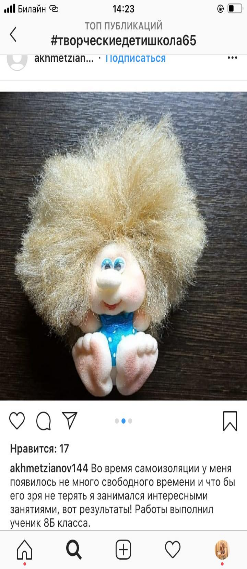 Билайн 14:23
ТОП ПУБЛИКАЦИЙ
#творческиедетишкола65
akhmetzian... · Подписаться
Нравится: 17
akhmetzianov144 Во время самоизоляции у меня
появилось не много свободного времени и что бы
его зря не терять я занимался интересными
занятиями, вот результаты! Работы выполнил
ученик 8Б класса.